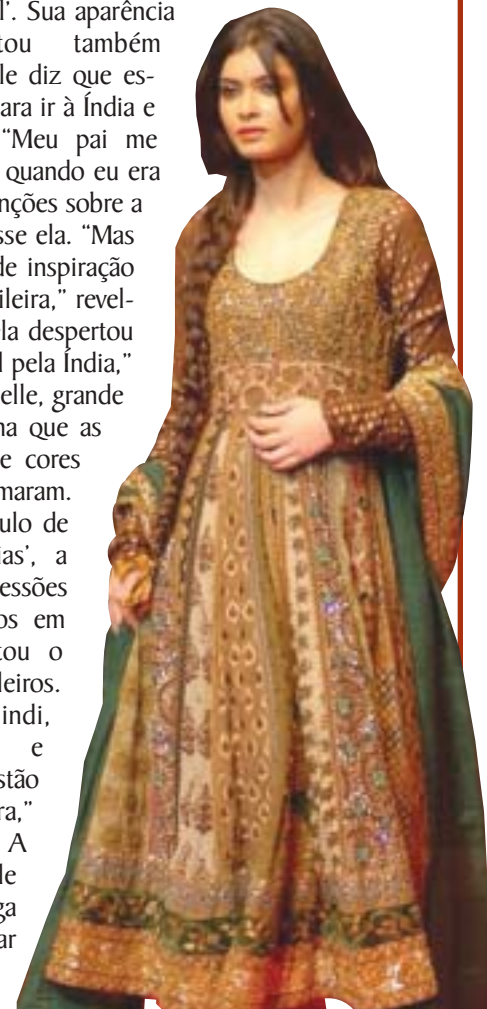 l'. Sua aparência
tou também
le diz que es-
ara ir à Índia e
“Meu pai me
quando eu era
nções sobre a
sse ela. “Mas
de inspiração
ileira,” revel-
ela despertou
l pela Índia,”
elle, grande
na que as
e cores
maram.
ulo de
ias', a
essões
os em
tou o
leiros.
indi,
e
stão
ra,”
A
de
ga
ar